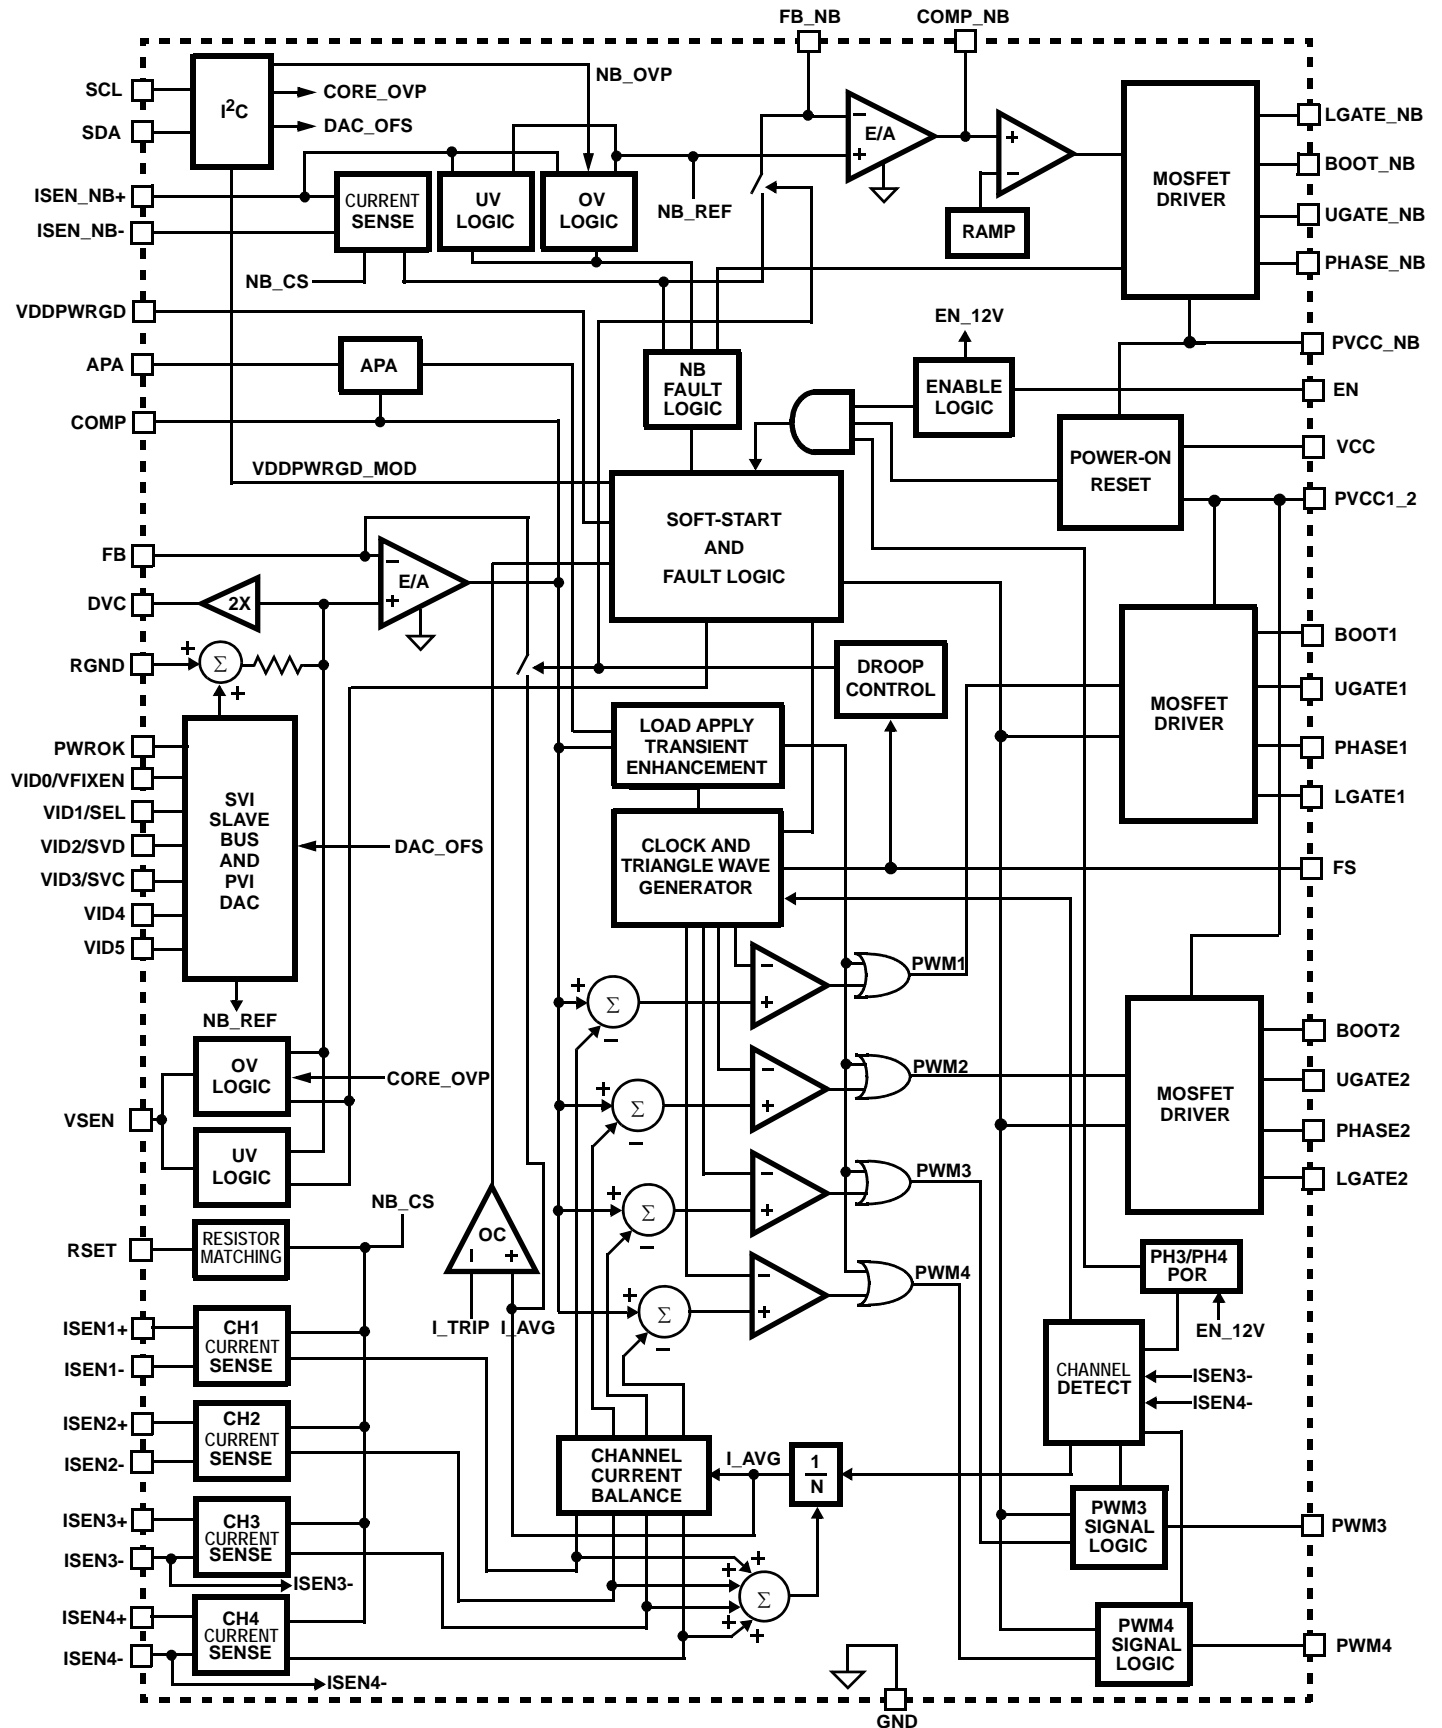 FB_NB
COMP_NB
SCL
SDA
I2C
CORE_OVP
DAC_OFS
NB_OVP
−
E/A
+
+
−
RAMP
MOSFET
DRIVER
LGATE_NB
BOOT_NB
UGATE_NB
PHASE_NB
ISEN_NB+
ISEN_NB-
CURRENT
SENSE
UV
LOGIC
OV
LOGIC
NB_REF
NB_CS
VDDPWRGD
EN_12V
PVCC_NB
APA
APA
NB
FAULT
LOGIC
ENABLE
LOGIC
EN
COMP
VDDPWRGD_MOD
POWER-ON
RESET
VCC
PVCC1_2
SOFT-START
AND
FAULT LOGIC
FB
−
E/A
+
DVC
2X
RGND
+
Σ
+
DROOP
CONTROL
MOSFET
DRIVER
BOOT1
UGATE1
PHASE1
LGATE1
LOAD APPLY
TRANSIENT
ENHANCEMENT
PWROK
VID0/VFIXEN
VID1/SEL
VID2/SVD
VID3/SVC
VID4
VID5
SVI
SLAVE
BUS
AND
PVI
DAC
DAC_OFS
CLOCK AND
TRIANGLE WAVE
GENERATOR
FS
NB_REF
+
Σ
−
−
+
PWM1
OV
LOGIC
CORE_OVP
+
Σ
−
−
+
PWM2
MOSFET
DRIVER
BOOT2
UGATE2
PHASE2
LGATE2
VSEN
UV
LOGIC
+
Σ
−
−
+
PWM3
NB_CS
RSET
RESISTOR
MATCHING
OC
−
+
I_TRIP
I_AVG
+
Σ
−
−
+
PWM4
PH3/PH4
POR
EN_12V
ISEN1+
ISEN1-
CH1
CURRENT
SENSE
CHANNEL
DETECT
ISEN3-
ISEN4-
ISEN2+
ISEN2-
CH2
CURRENT
SENSE
CHANNEL
CURRENT
BALANCE
I_AVG
1
N
ISEN3+
ISEN3-
CH3
CURRENT
SENSE
ISEN3-
PWM3
SIGNAL
LOGIC
PWM3
+
+
Σ
+
+
ISEN4+
ISEN4-
CH4
CURRENT
SENSE
ISEN4-
PWM4
SIGNAL
LOGIC
PWM4
GND